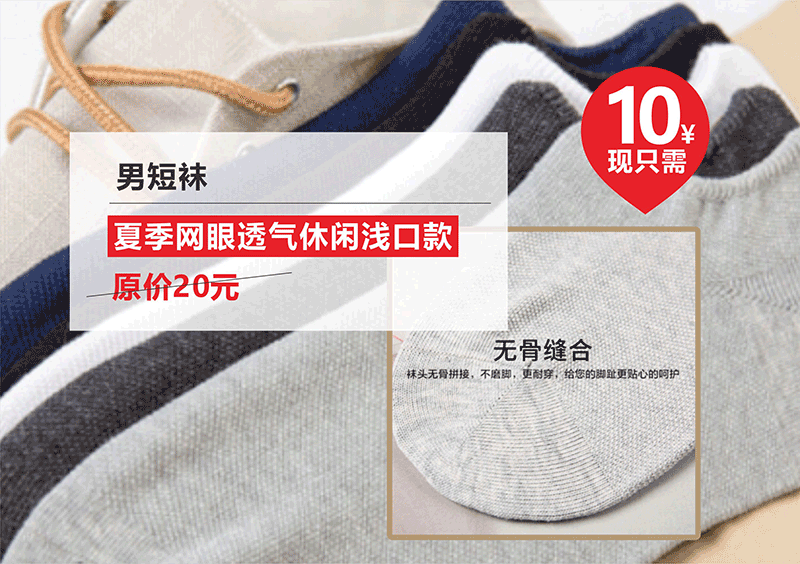 10¥
现只需
男短袜
夏季网眼透气休闲浅口款
原价20元
无骨缝合
袜头无骨拼接，不磨脚，更耐穿，给您的脚趾更贴心的呵护